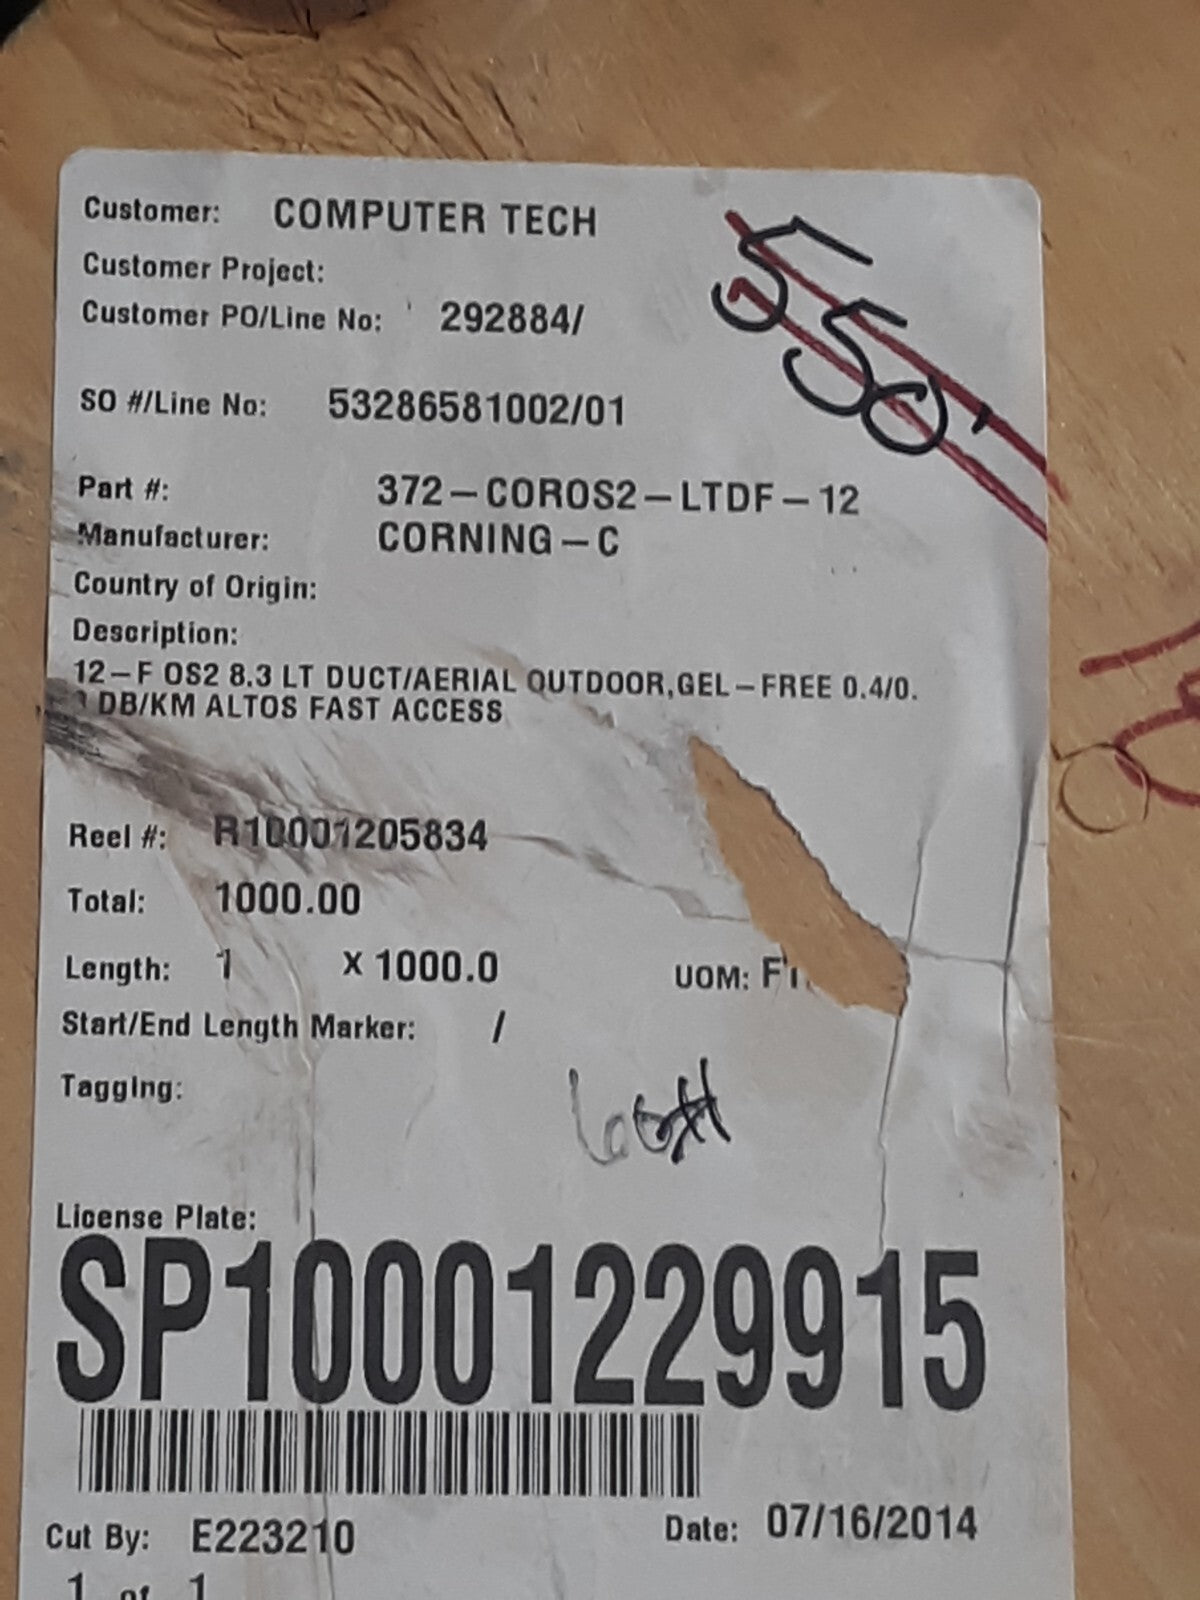 Customer: COMPUTER TECH
Customer Project:
Customer PO/Line No: 292884/
550'
SO #/Line No: 53286581002/01
Part #: 372-COROS2-LTDF-12
Manufacturer: CORNING-C
Country of Origin:
Description:
12-F OS2 8.3 LT DUCT/AERIAL OUTDOOR,GEL-FREE 0.4/0.
DB/KM ALTOS FAST ACCESS
Reel #: R10001205834
Total: 1000.00
Length: 1 X 1000.0 UOM:
Start/End Length Marker: /
Tagging:
License Plate:
SP10001229915
Cut By: E223210 Date: 07/16/2014
1 of 1